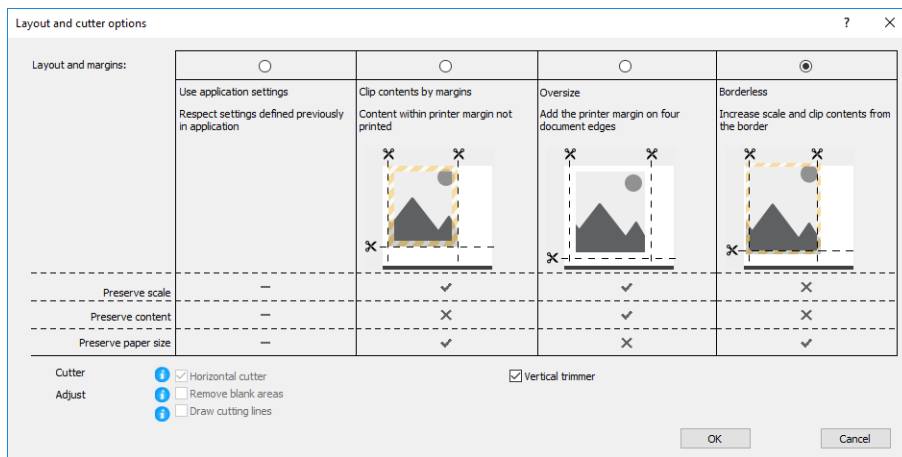 Layout and cutter options
Layout and margins:
Use application settings
Respect settings defined previously
in application
Clip contents by margins
Content within printer margin not
printed
Oversize
Add the printer margin on four
document edges
Borderless
Increase scale and clip contents from
the border
Preserve scale
Preserve content
Preserve paper size
Cutter
Horizontal cutter
Vertical trimmer
Adjust
Remove blank areas
Draw cutting lines
OK
Cancel